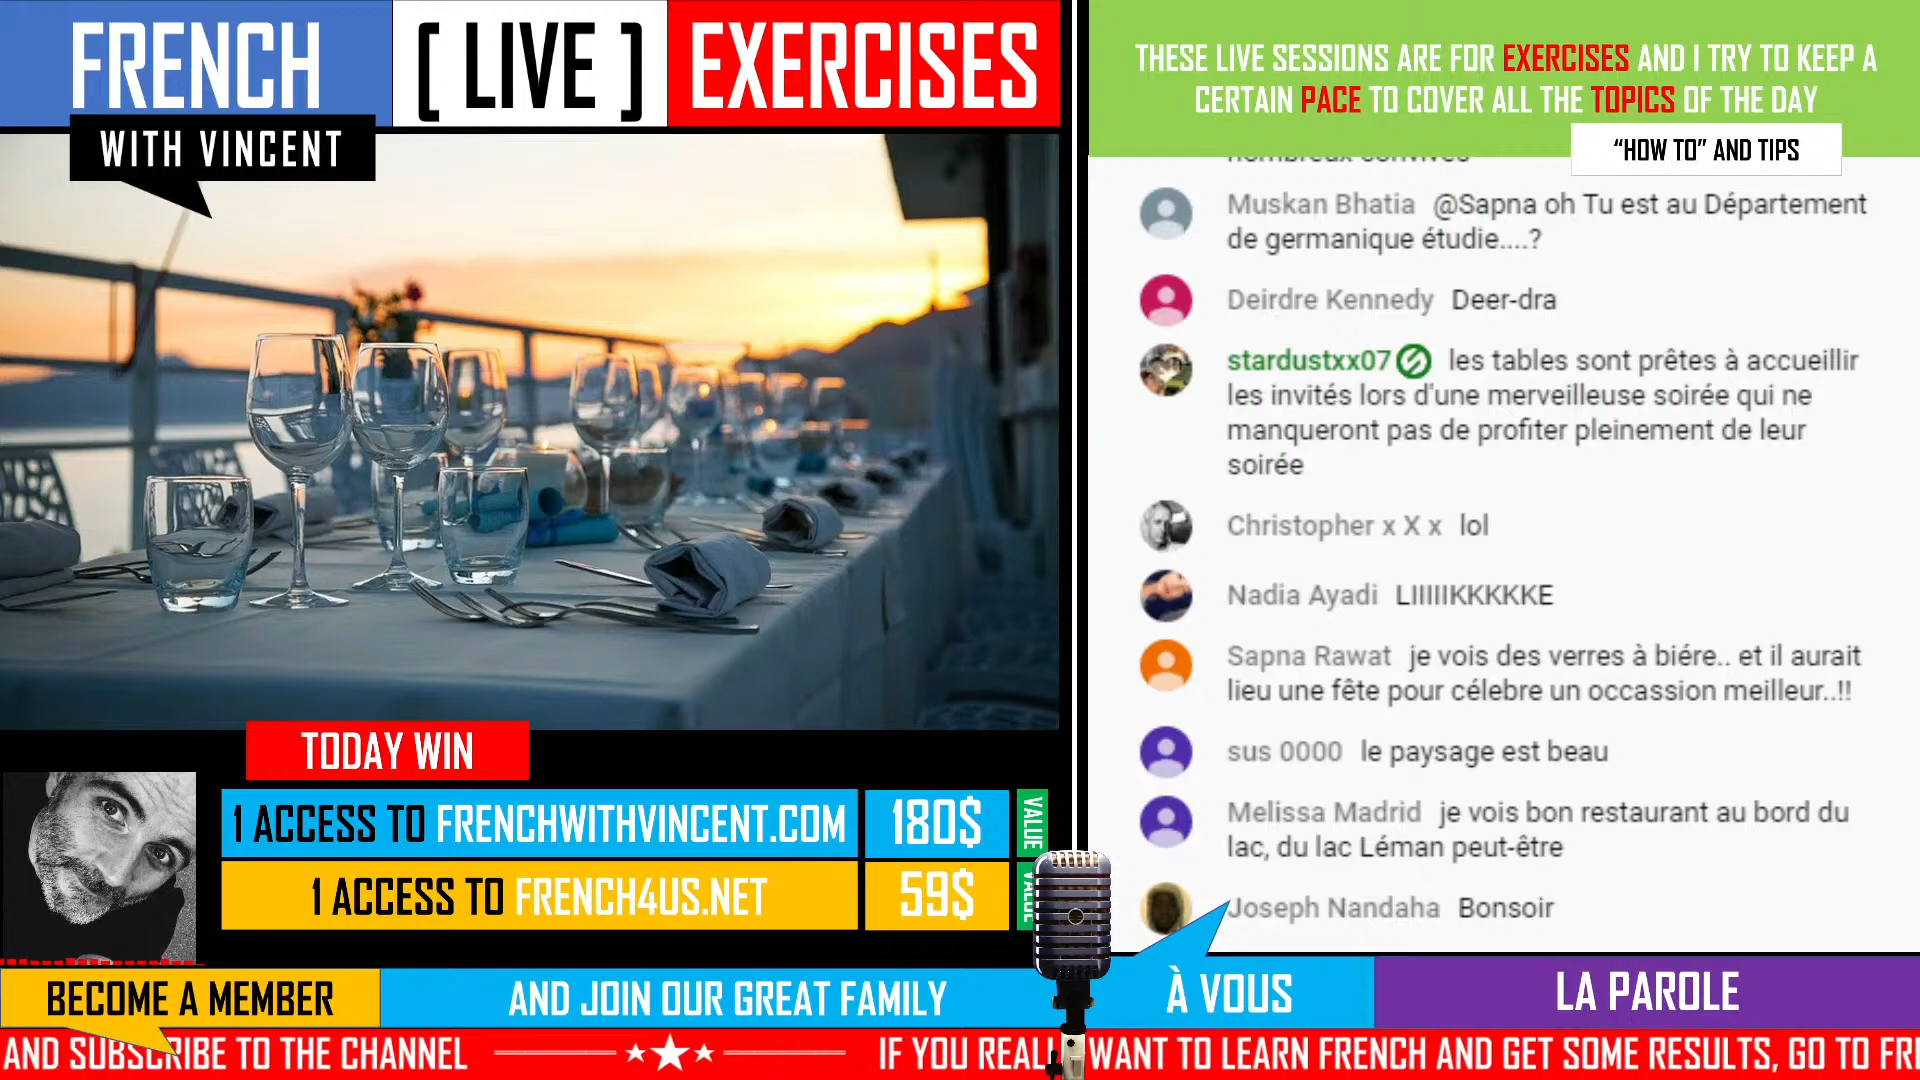 FRENCH
[ LIVE ]
EXERCISES
WITH VINCENT
THESE LIVE SESSIONS ARE FOR EXERCISES AND I TRY TO KEEP A
CERTAIN PACE TO COVER ALL THE TOPICS OF THE DAY
“HOW TO” AND TIPS
nombreux convives
Muskan Bhatia @Sapna oh Tu est au Département
de germanique étudie....?
Deirdre Kennedy Deer-dra
stardustxx07 les tables sont prêtes à accueillir
les invités lors d'une merveilleuse soirée qui ne
manqueront pas de profiter pleinement de leur
soirée
Christopher x X x lol
Nadia Ayadi LIIIIIKKKKKE
Sapna Rawat je vois des verres à biére.. et il aurait
lieu une fête pour célebre un occassion meilleur..!!
sus 0000 le paysage est beau
Melissa Madrid je vois bon restaurant au bord du
lac, du lac Léman peut-être
Joseph Nandaha Bonsoir
TODAY WIN
1 ACCESS TO FRENCHWITHVINCENT.COM 180$ VALUE
1 ACCESS TO FRENCH4US.NET 59$ VALUE
BECOME A MEMBER
AND JOIN OUR GREAT FAMILY
À VOUS
LA PAROLE
AND SUBSCRIBE TO THE CHANNEL
IF YOU REALL WANT TO LEARN FRENCH AND GET SOME RESULTS, GO TO FR